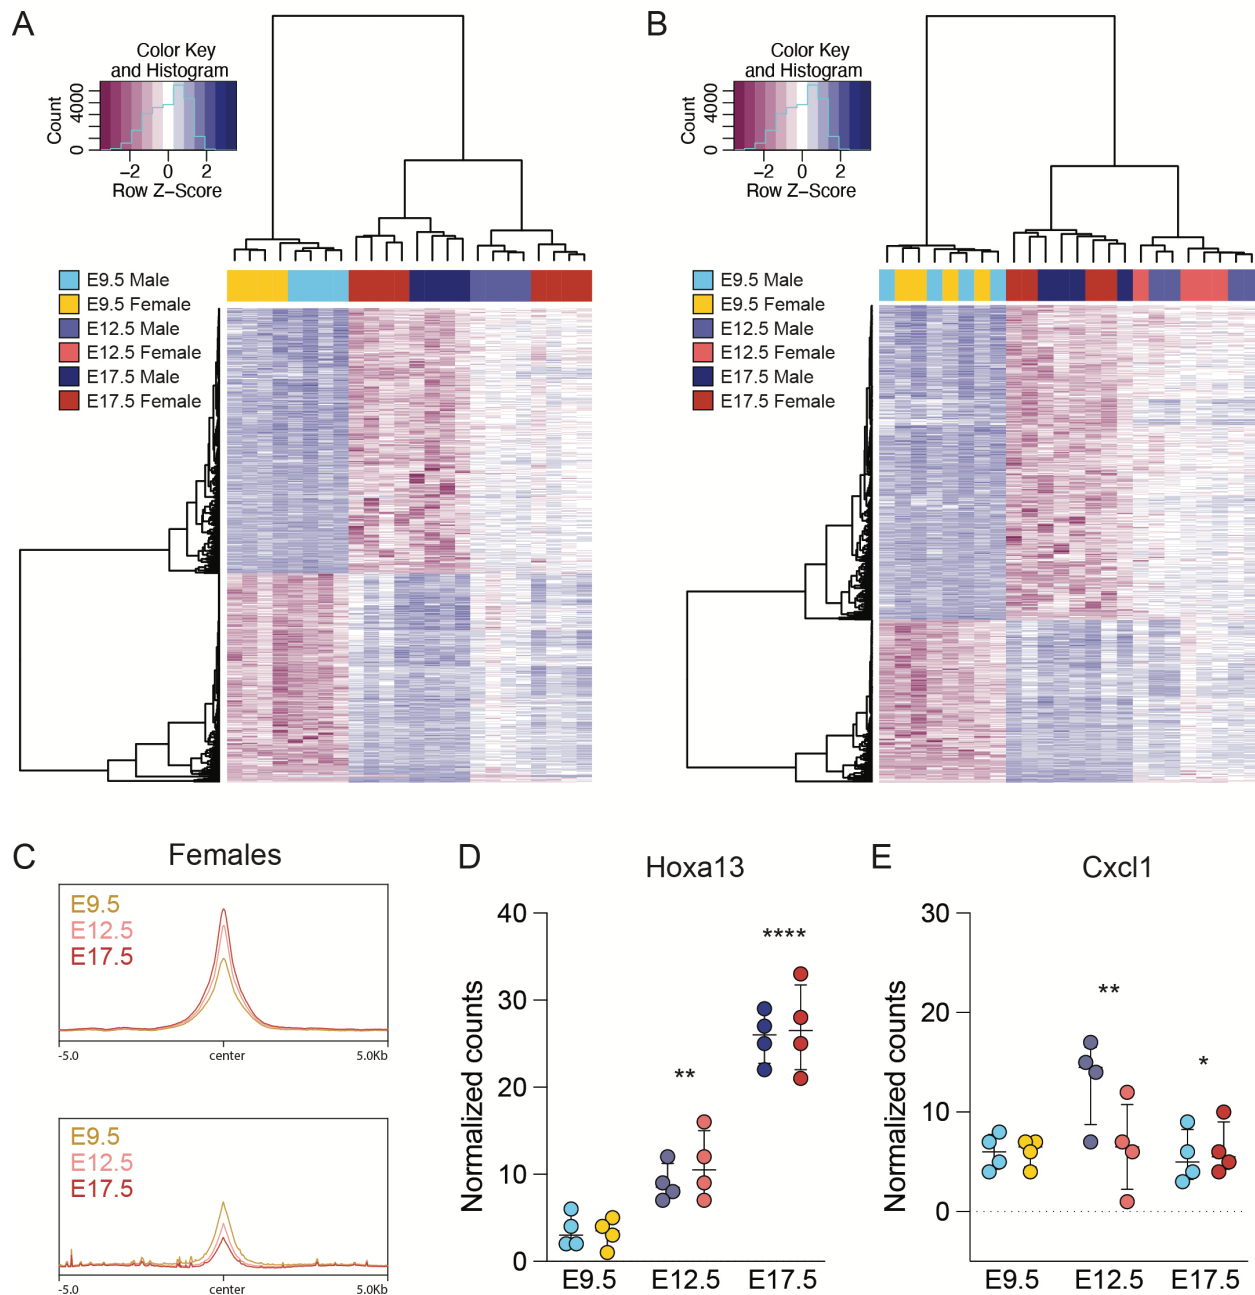 A
Color Key
and Histogram
Count
0 4000
−2 0 2
Row Z−Score
E9.5 Male
E9.5 Female
E12.5 Male
E12.5 Female
E17.5 Male
E17.5 Female
B
Color Key
and Histogram
Count
0 4000
−2 0 2
Row Z−Score
E9.5 Male
E9.5 Female
E12.5 Male
E12.5 Female
E17.5 Male
E17.5 Female
C
Females
E9.5
E12.5
E17.5
-5.0 center 5.0Kb
E9.5
E12.5
E17.5
-5.0 center 5.0Kb
D
Hoxa13
Normalized counts
40
30
20
10
0
**
****
E9.5 E12.5 E17.5
E
Cxcl1
Normalized counts
30
20
10
0
**
*
E9.5 E12.5 E17.5